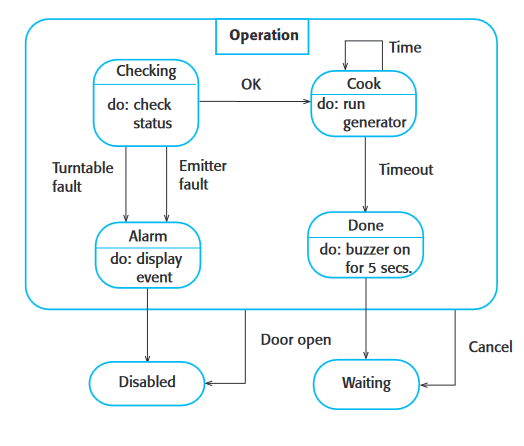 Operation
Time
Checking
do: check
status
OK
Cook
do: run
generator
Turntable
fault
Emitter
fault
Timeout
Alarm
do: display
event
Done
do: buzzer on
for 5 secs.
Door open
Cancel
Disabled
Waiting